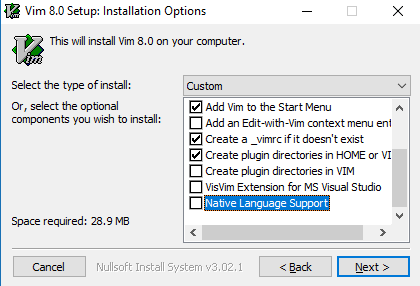 Vim 8.0 Setup: Installation Options
Vim
This will install Vim 8.0 on your computer.
Select the type of install:
Custom
Or, select the optional
components you wish to install:
Add Vim to the Start Menu
Add an Edit-with-Vim context menu ent
Create a _vimrc if it doesn't exist
Create plugin directories in HOME or VI
Create plugin directories in VIM
VisVim Extension for MS Visual Studio
Native Language Support
Space required: 28.9 MB
Cancel
Nullsoft Install System v3.02.1
< Back
Next >